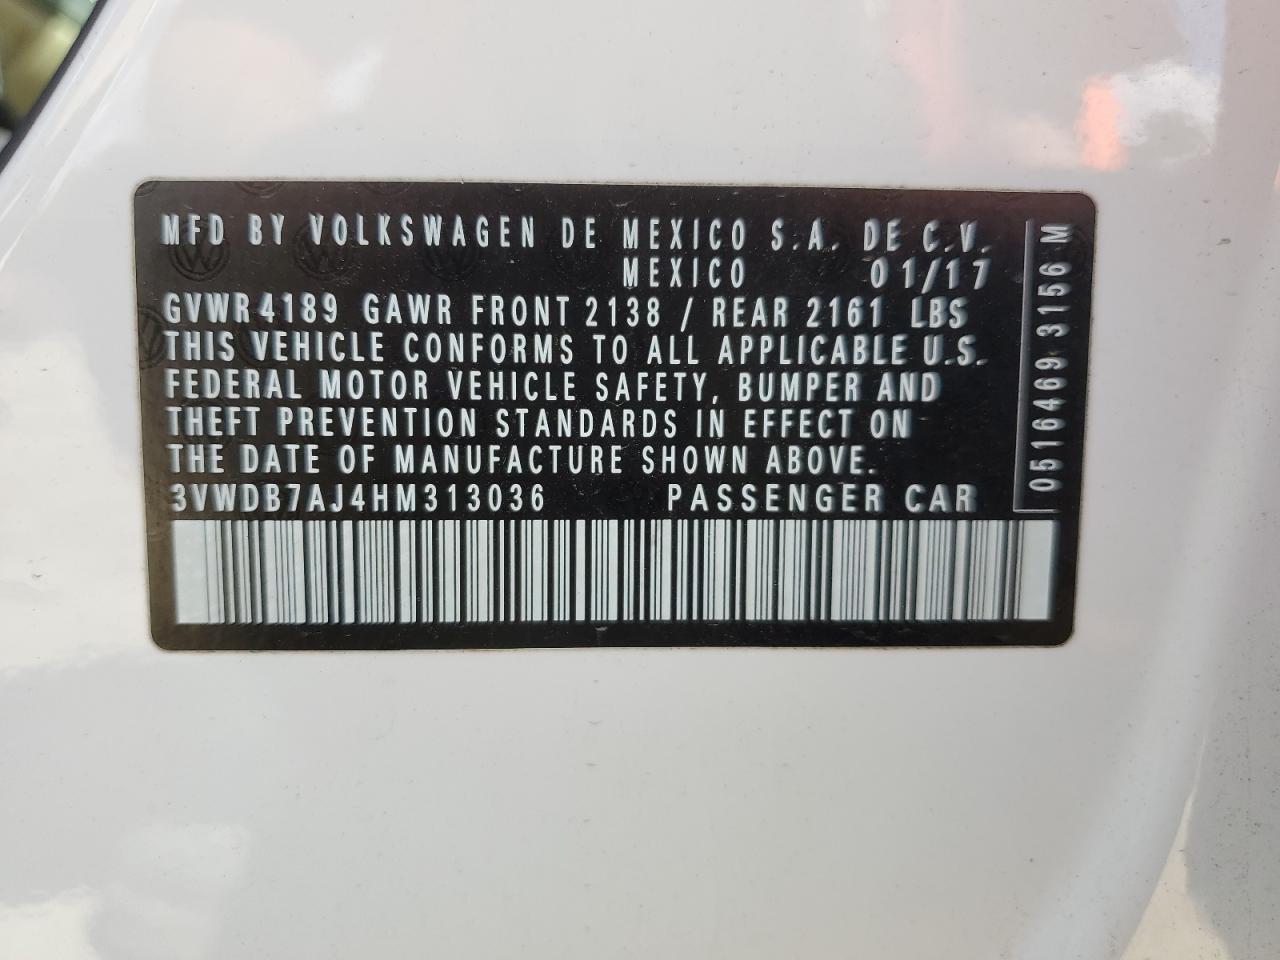 MFD BY VOLKSWAGEN DE MEXICO S.A. DE C.V.
MEXICO 01/17
GVWR 4189 GAWR FRONT 2138 / REAR 2161 LBS
THIS VEHICLE CONFORMS TO ALL APPLICABLE U.S.
FEDERAL MOTOR VEHICLE SAFETY, BUMPER AND
THEFT PREVENTION STANDARDS IN EFFECT ON
THE DATE OF MANUFACTURE SHOWN ABOVE.
3VWDB7AJ4HM313036 PASSENGER CAR
0516469 3156 M